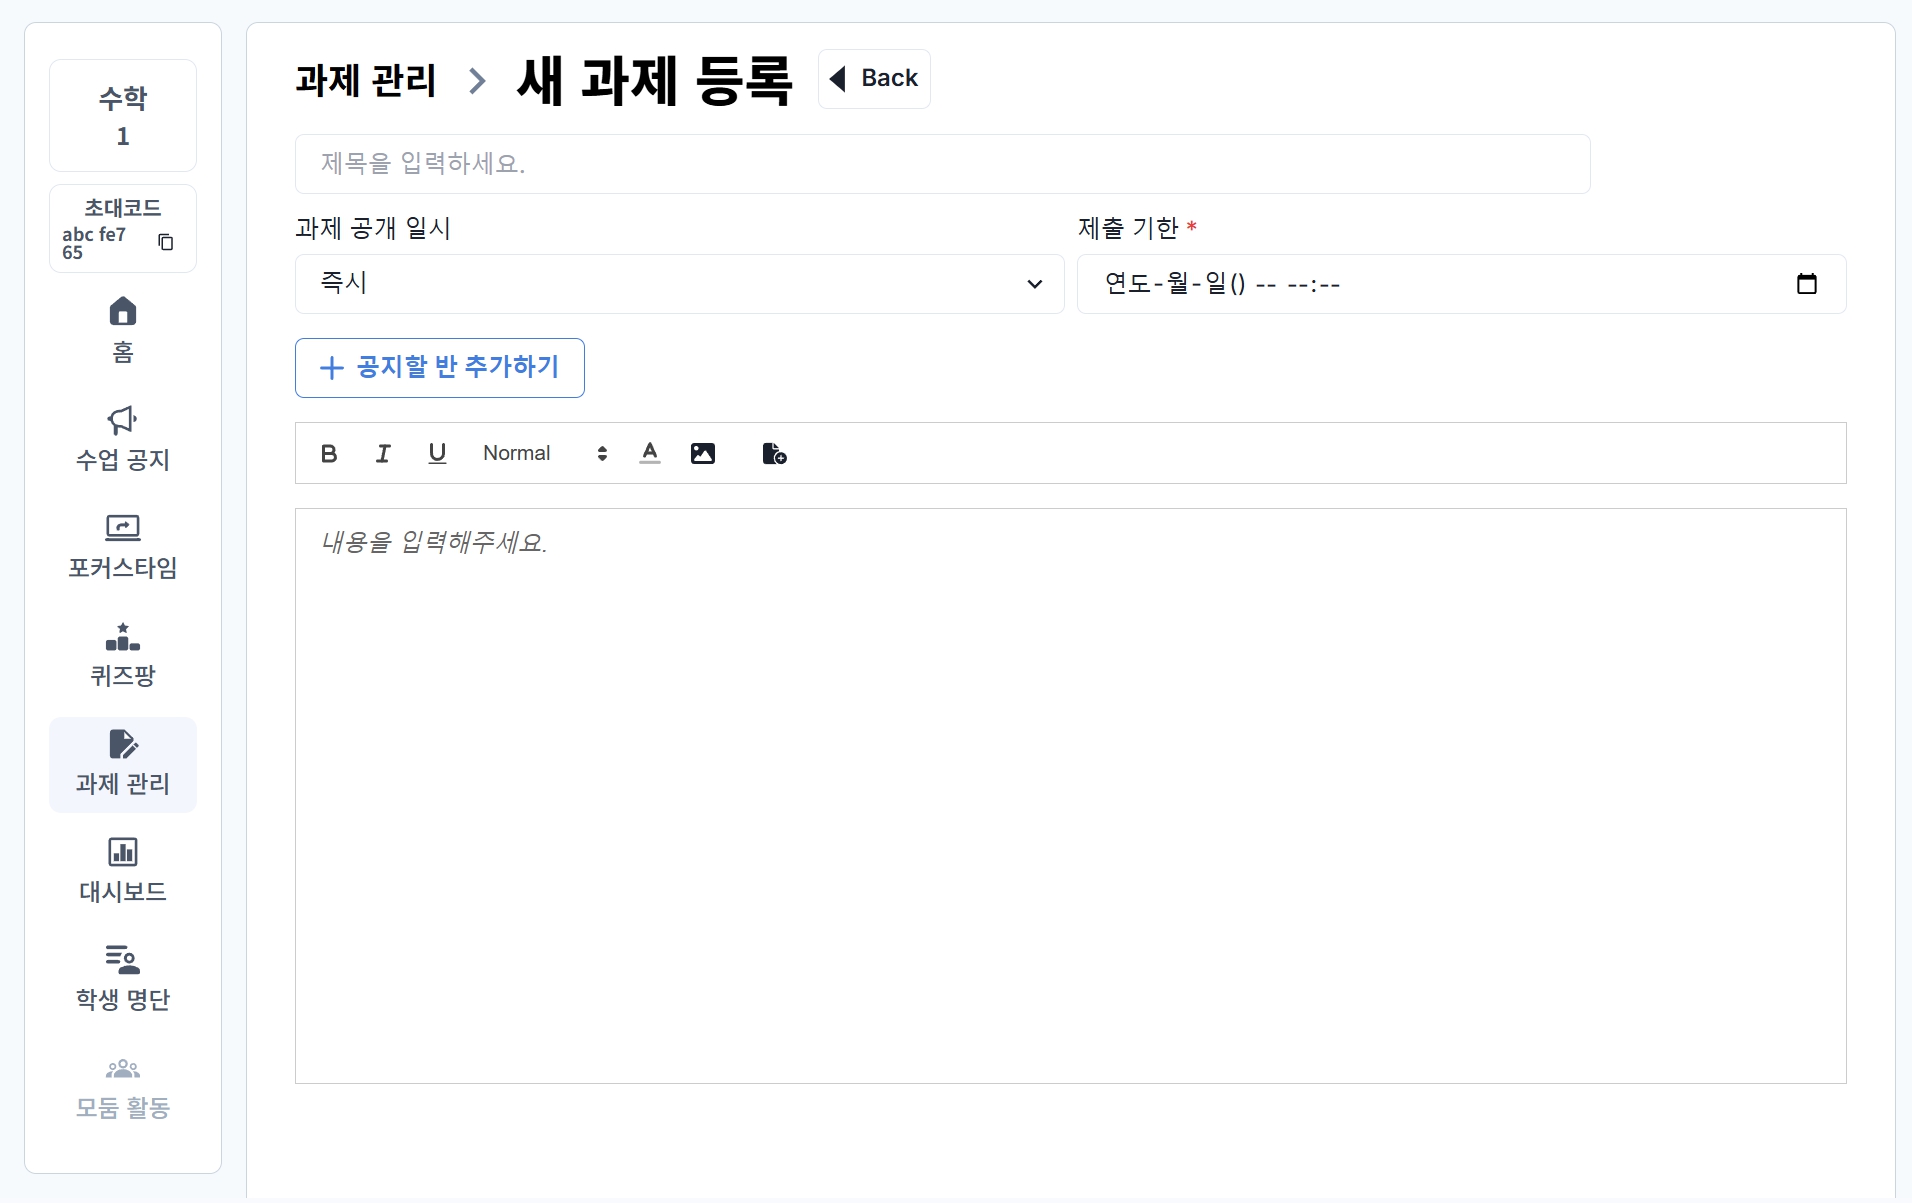 수학
1
초대코드
abc fe7
65
홈
수업 공지
포커스타임
퀴즈팡
과제 관리
대시보드
학생 명단
모둠 활동
과제 관리 새 과제 등록 Back
제목을 입력하세요.
과제 공개 일시 제출 기한 *
즉시 연도-월-일() -- --:--
공지할 반 추가하기
B I U Normal A
내용을 입력해주세요.